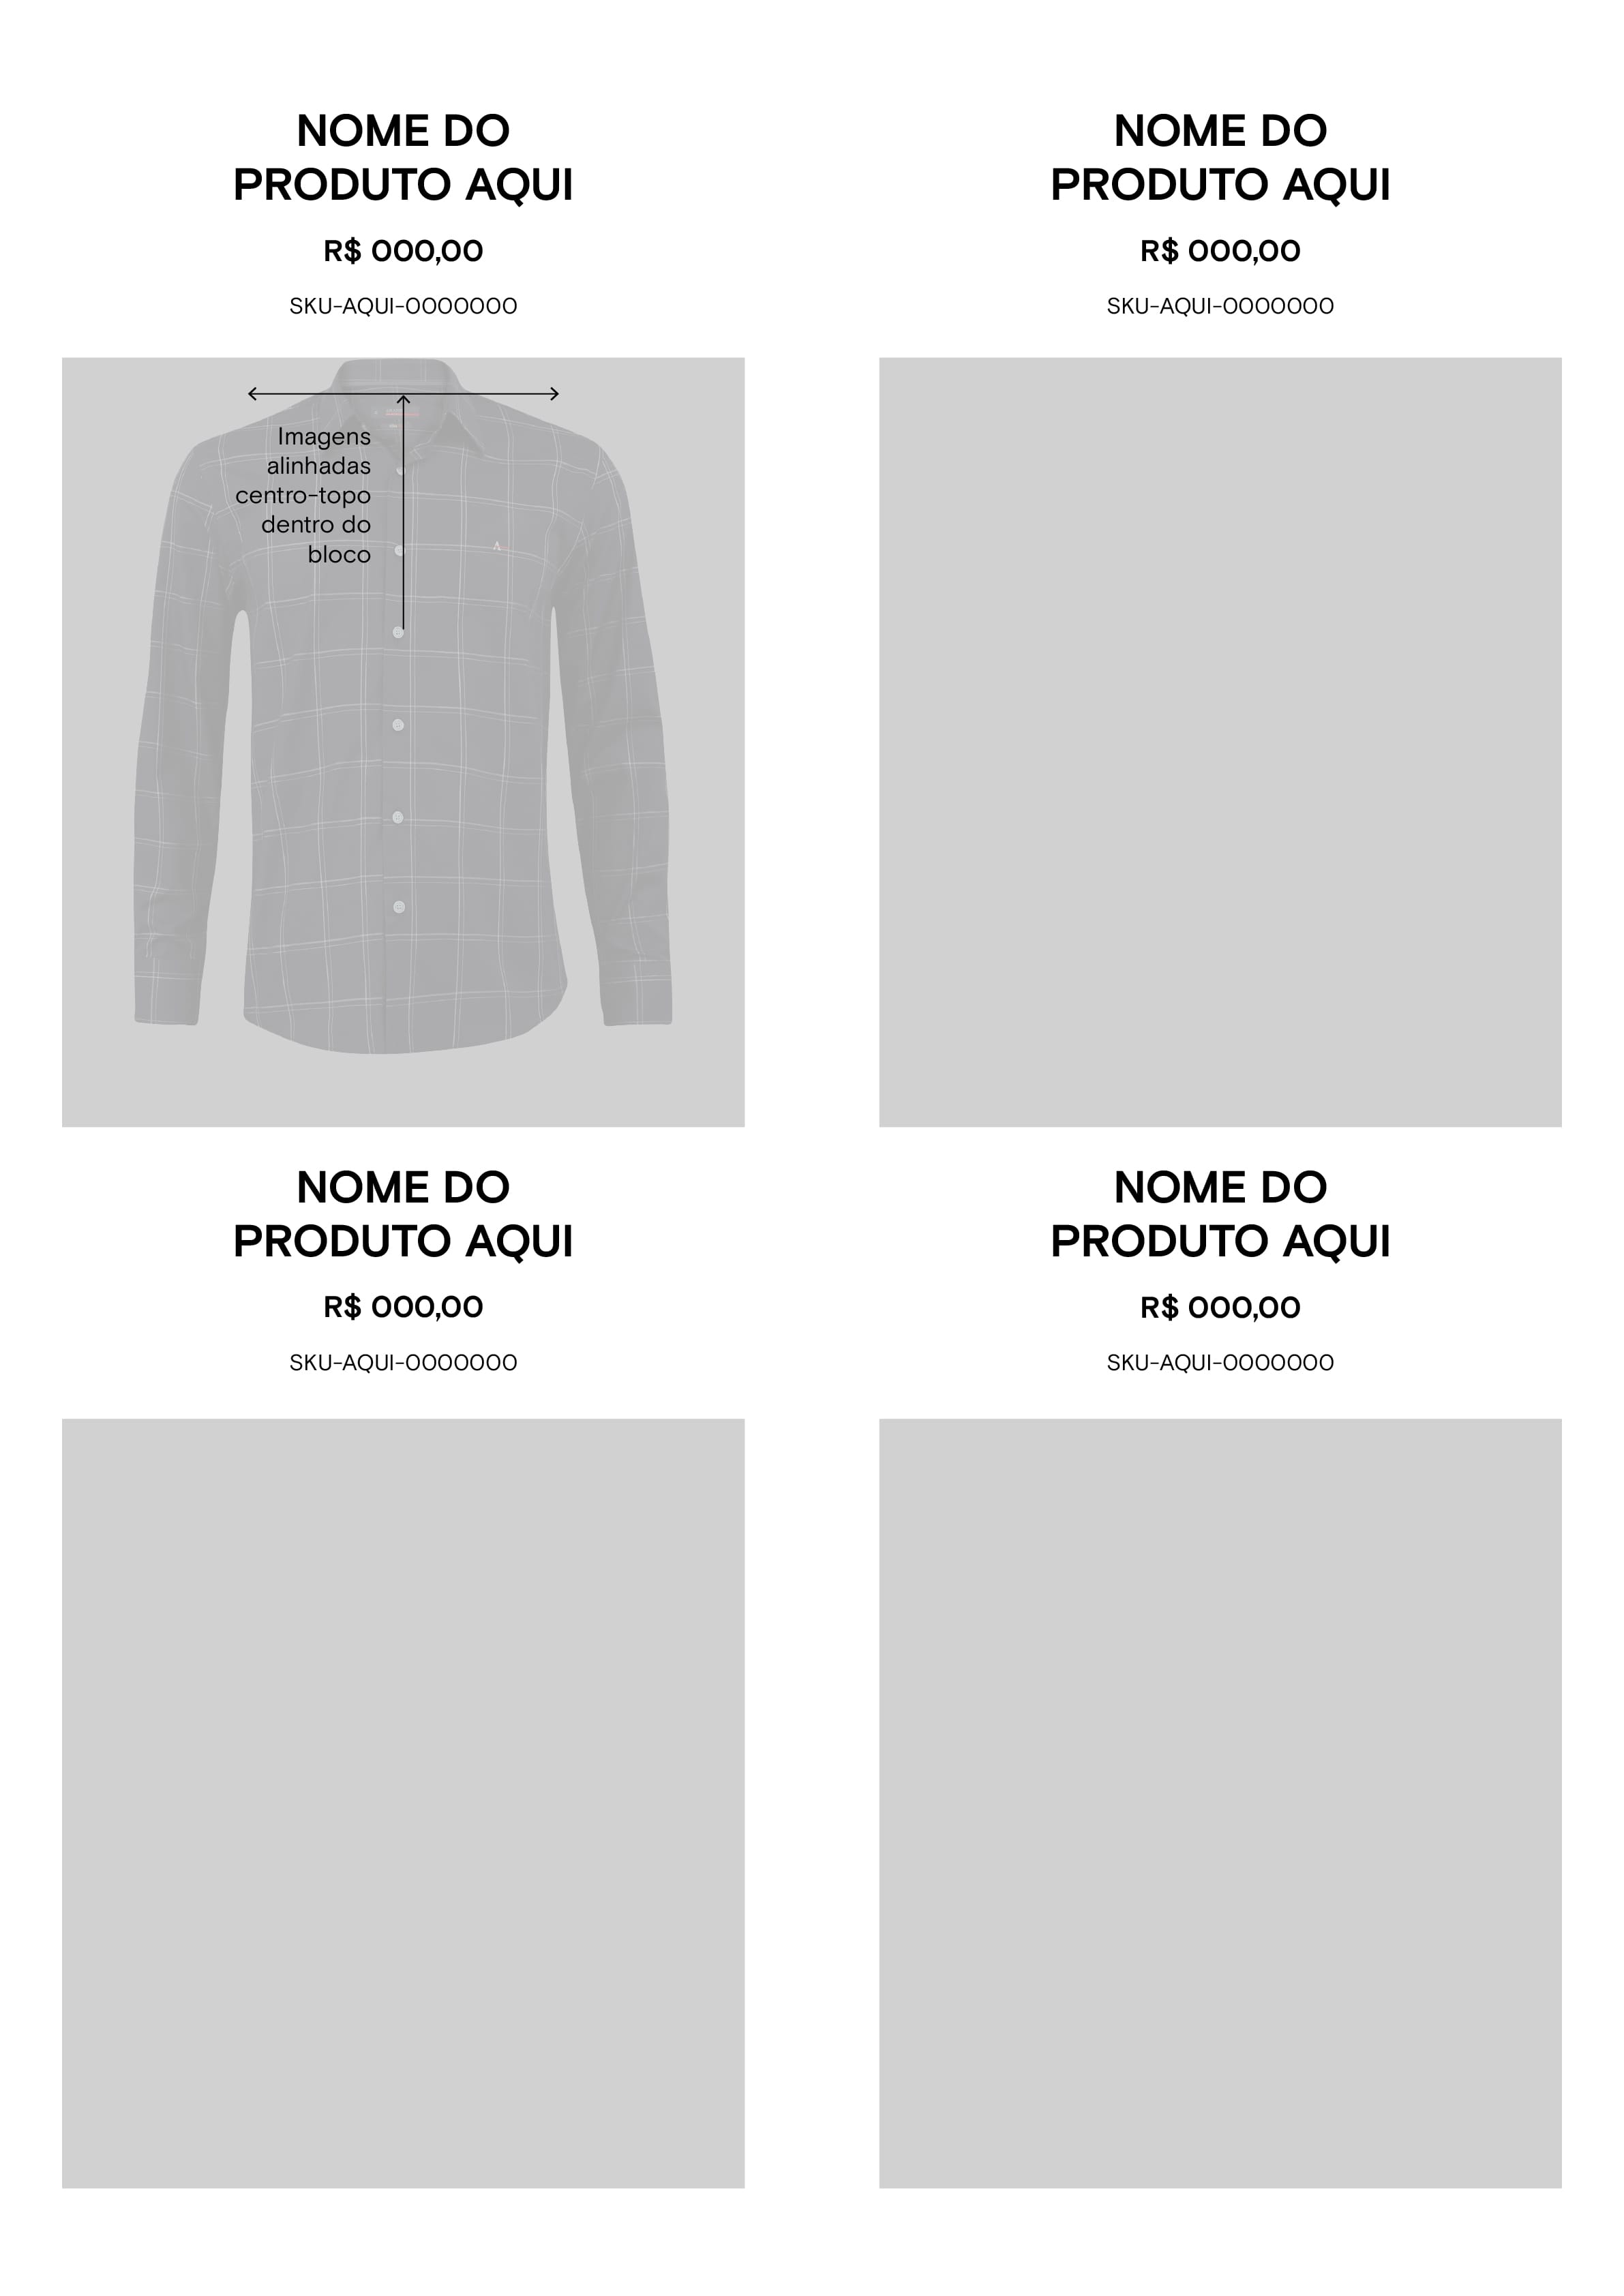 NOME DO
PRODUTO AQUI
R$ 000,00
SKU-AQUI-0000000
NOME DO
PRODUTO AQUI
R$ 000,00
SKU-AQUI-0000000
Imagens
alinhadas
centro-topo
dentro do
bloco
NOME DO
PRODUTO AQUI
R$ 000,00
SKU-AQUI-0000000
NOME DO
PRODUTO AQUI
R$ 000,00
SKU-AQUI-0000000